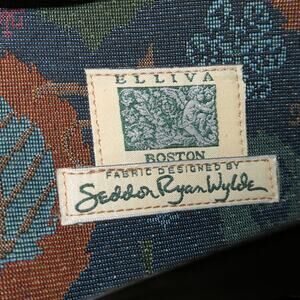 ELLIVA
BOSTON
FABRIC DESIGNED BY
Seddon Ryan Wylde